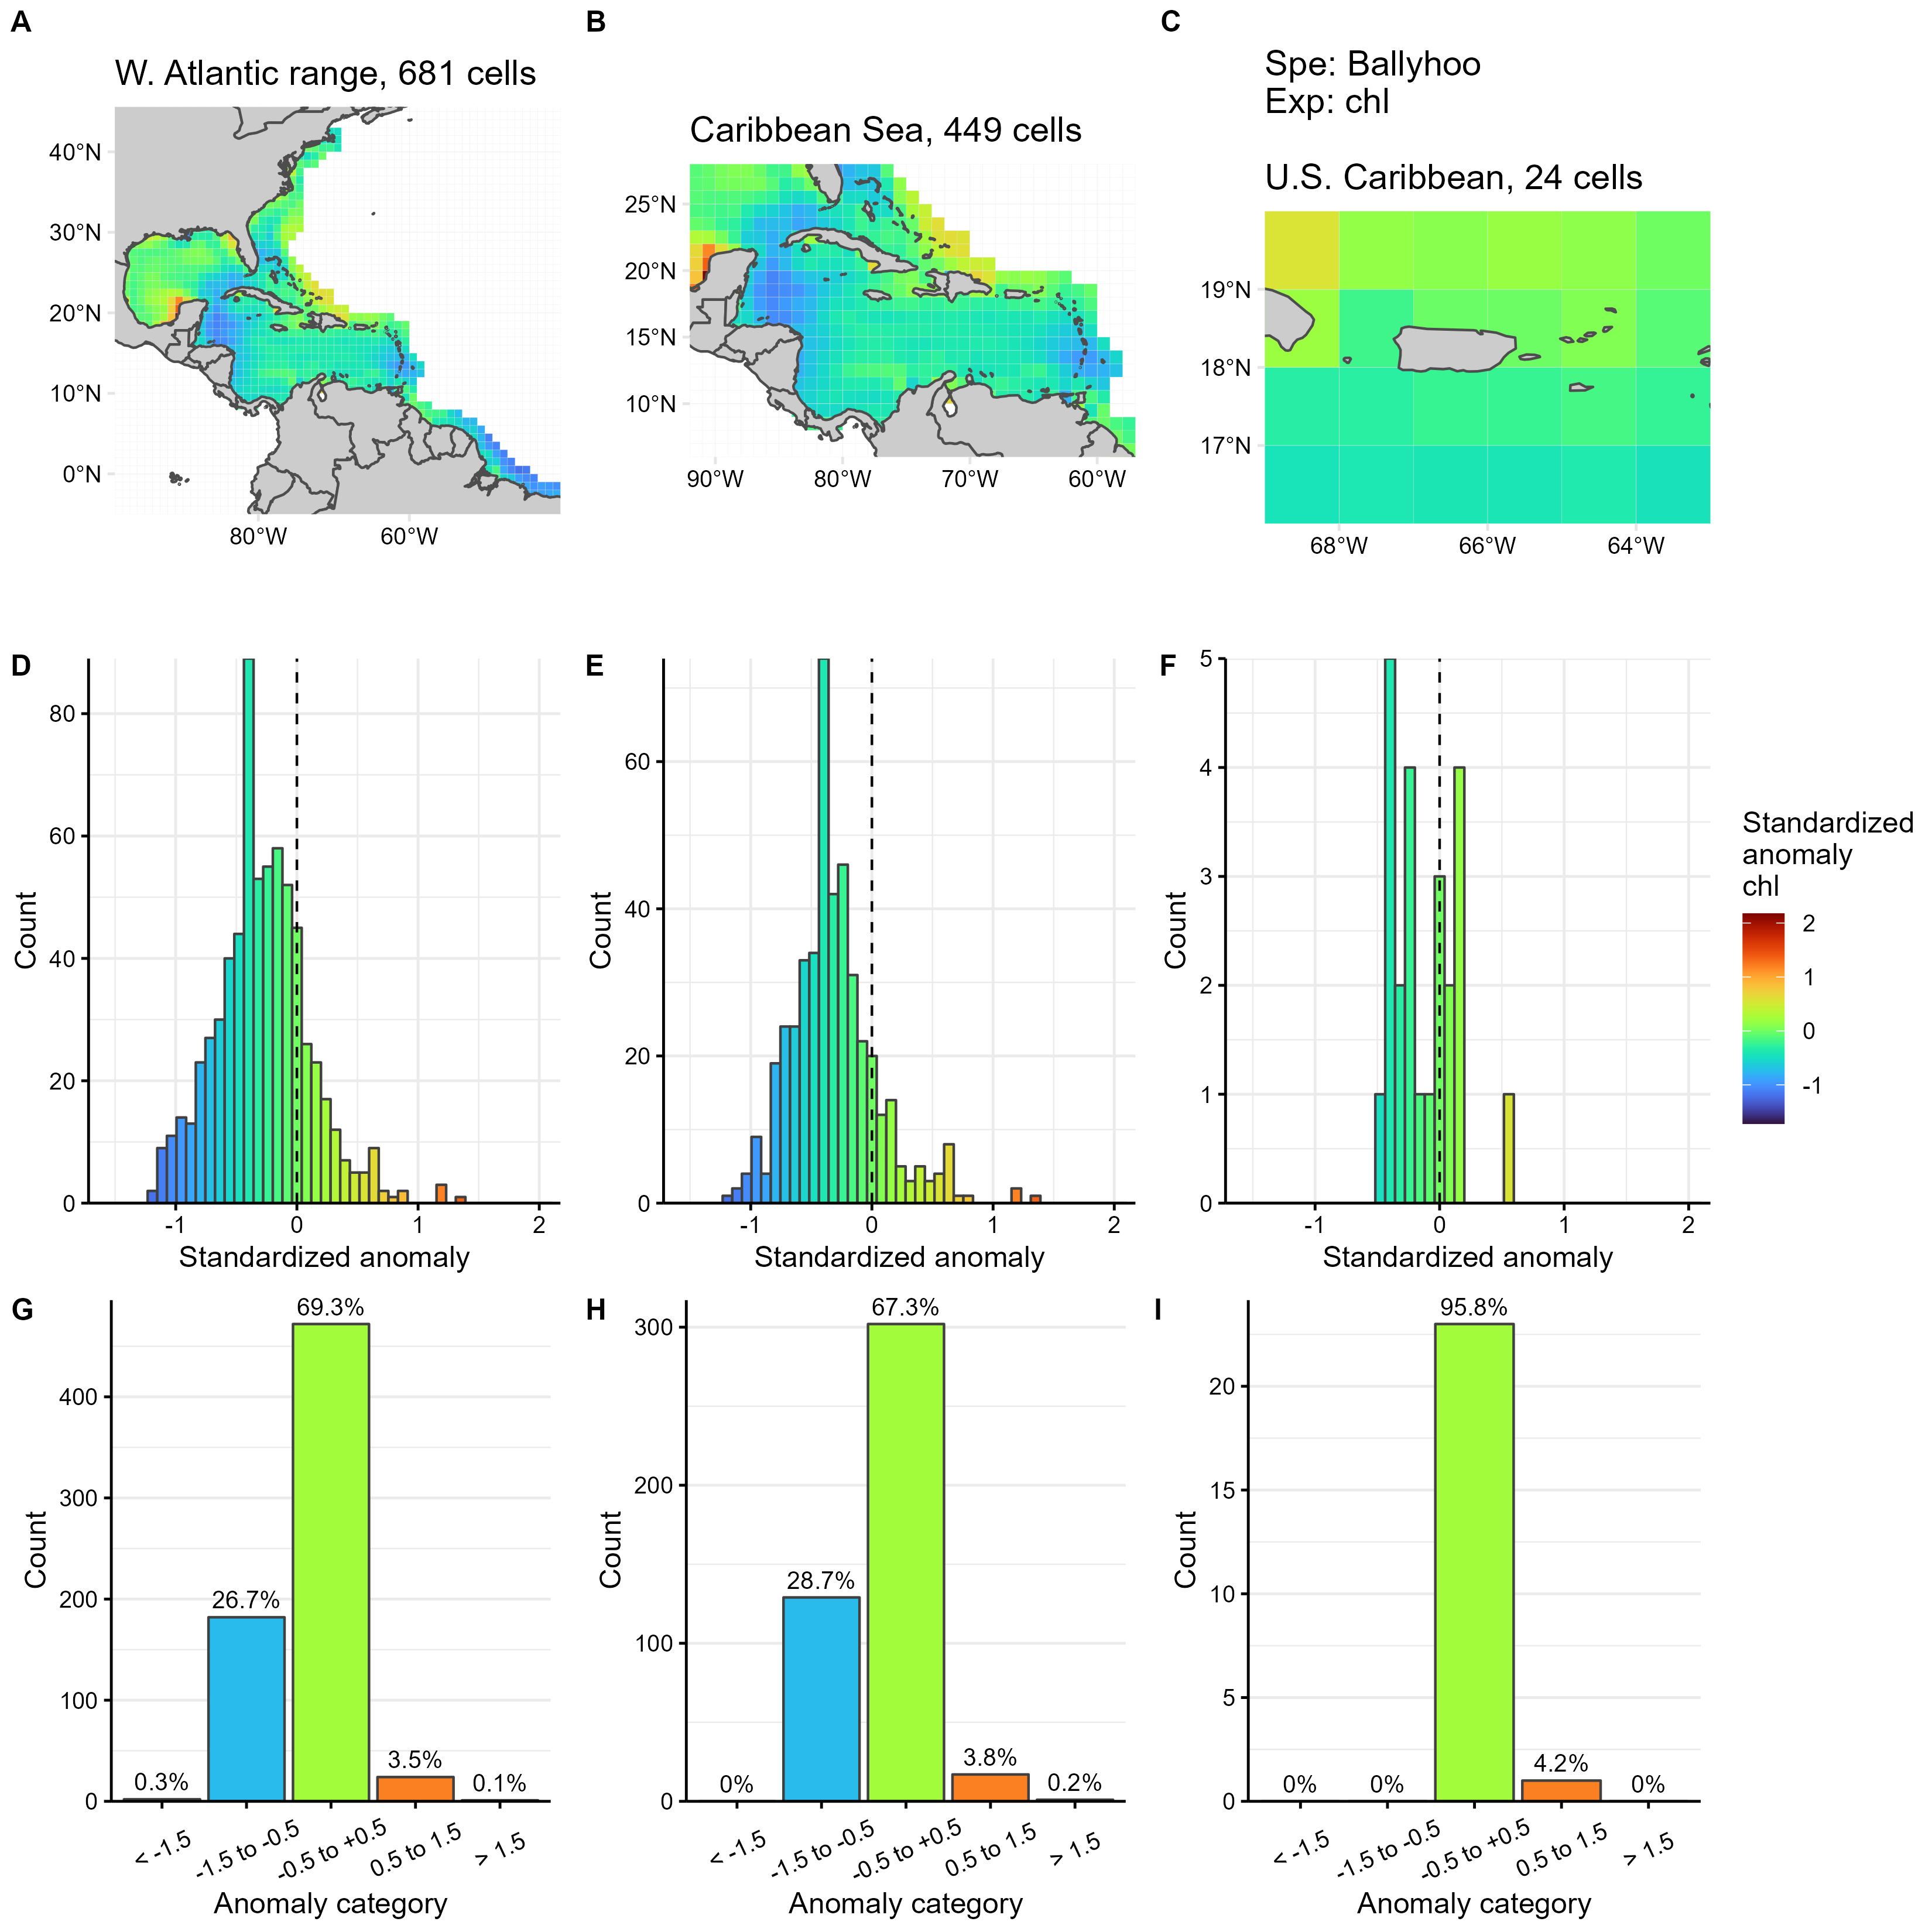 A
B
C
W. Atlantic range, 681 cells
Caribbean Sea, 449 cells
Spe: Ballyhoo
Exp: chl
U.S. Caribbean, 24 cells
40°N
30°N
20°N
10°N
0°N
80°W
60°W
25°N
20°N
15°N
10°N
90°W
80°W
70°W
60°W
19°N
18°N
17°N
68°W
66°W
64°W
D
Count
80
60
40
20
0
-1
0
1
2
Standardized anomaly
E
Count
60
40
20
0
-1
0
1
2
Standardized anomaly
F
Count
5
4
3
2
1
0
-1
0
1
2
Standardized anomaly
Standardized
anomaly
chl
2
1
0
-1
G
Count
400
300
200
100
0
0.3%
26.7%
69.3%
3.5%
0.1%
< -1.5
-1.5 to -0.5
-0.5 to +0.5
0.5 to 1.5
> 1.5
Anomaly category
H
Count
300
200
100
0
0%
28.7%
67.3%
3.8%
0.2%
< -1.5
-1.5 to -0.5
-0.5 to +0.5
0.5 to 1.5
> 1.5
Anomaly category
I
Count
20
15
10
5
0
0%
0%
95.8%
4.2%
0%
< -1.5
-1.5 to -0.5
-0.5 to +0.5
0.5 to 1.5
> 1.5
Anomaly category